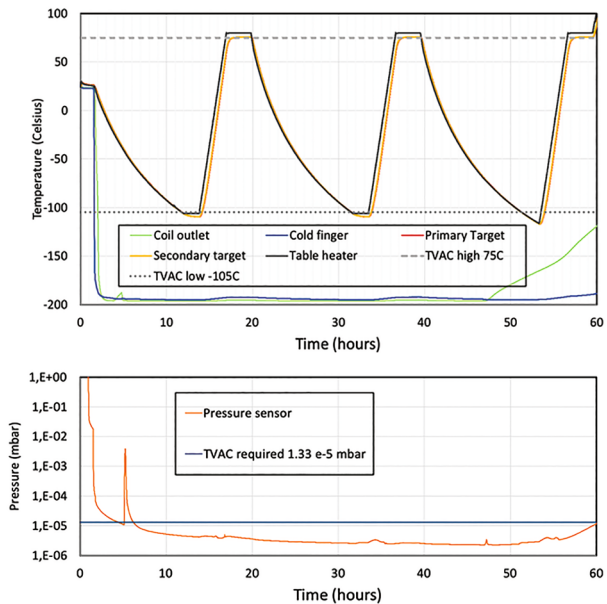 100
50
0
-50
-100
-150
-200
Temperature (Celsius)
Coil outlet Cold finger Primary Target
Secondary target Table heater TVAC high 75C
TVAC low -105C
0 10 20 30 40 50 60
Time (hours)
1,E+00
1,E-01
1,E-02
1,E-03
1,E-04
1,E-05
1,E-06
Pressure (mbar)
Pressure sensor
TVAC required 1.33 e-5 mbar
0 10 20 30 40 50 60
Time (hours)